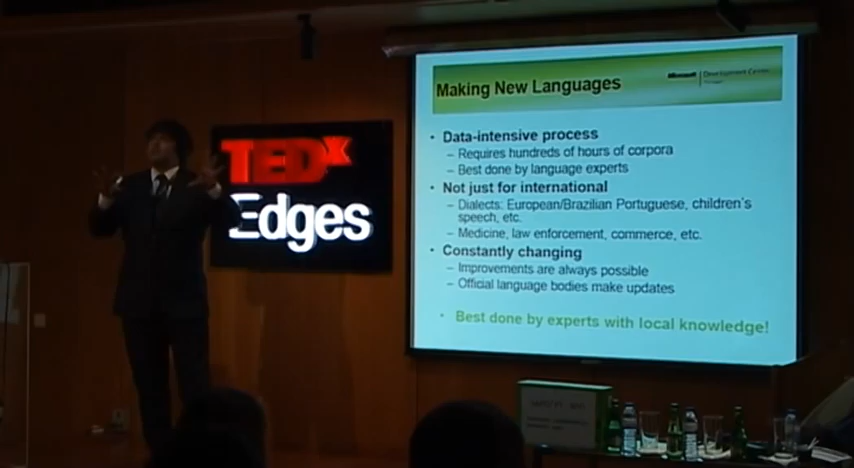 TEDx
Edges
Making New Languages
Microsoft | Development Center
• Data-intensive process
– Requires hundreds of hours of corpora
– Best done by language experts
• Not just for international
– Dialects: European/Brazilian Portuguese, children's
speech, etc.
– Medicine, law enforcement, commerce, etc.
• Constantly changing
– Improvements are always possible
– Official language bodies make updates
• Best done by experts with local knowledge!